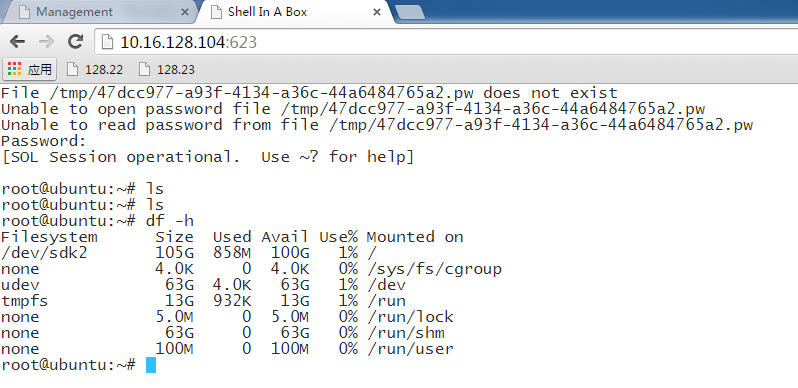 Management
Shell In A Box
10.16.128.104:623
应用 128.22 128.23
File /tmp/47dcc977-a93f-4134-a36c-44a6484765a2.pw does not exist
Unable to open password file /tmp/47dcc977-a93f-4134-a36c-44a6484765a2.pw
Unable to read password from file /tmp/47dcc977-a93f-4134-a36c-44a6484765a2.pw
Password:
[SOL Session operational.  Use ~? for help]
root@ubuntu:~# ls
root@ubuntu:~# ls
root@ubuntu:~# df -h
Filesystem      Size  Used Avail Use% Mounted on
/dev/sdk2       105G  858M  100G   1% /
none            4.0K     0  4.0K   0% /sys/fs/cgroup
udev             63G  4.0K   63G   1% /dev
tmpfs            13G  932K   13G   1% /run
none            5.0M     0  5.0M   0% /run/lock
none             63G     0   63G   0% /run/shm
none            100M     0  100M   0% /run/user
root@ubuntu:~#